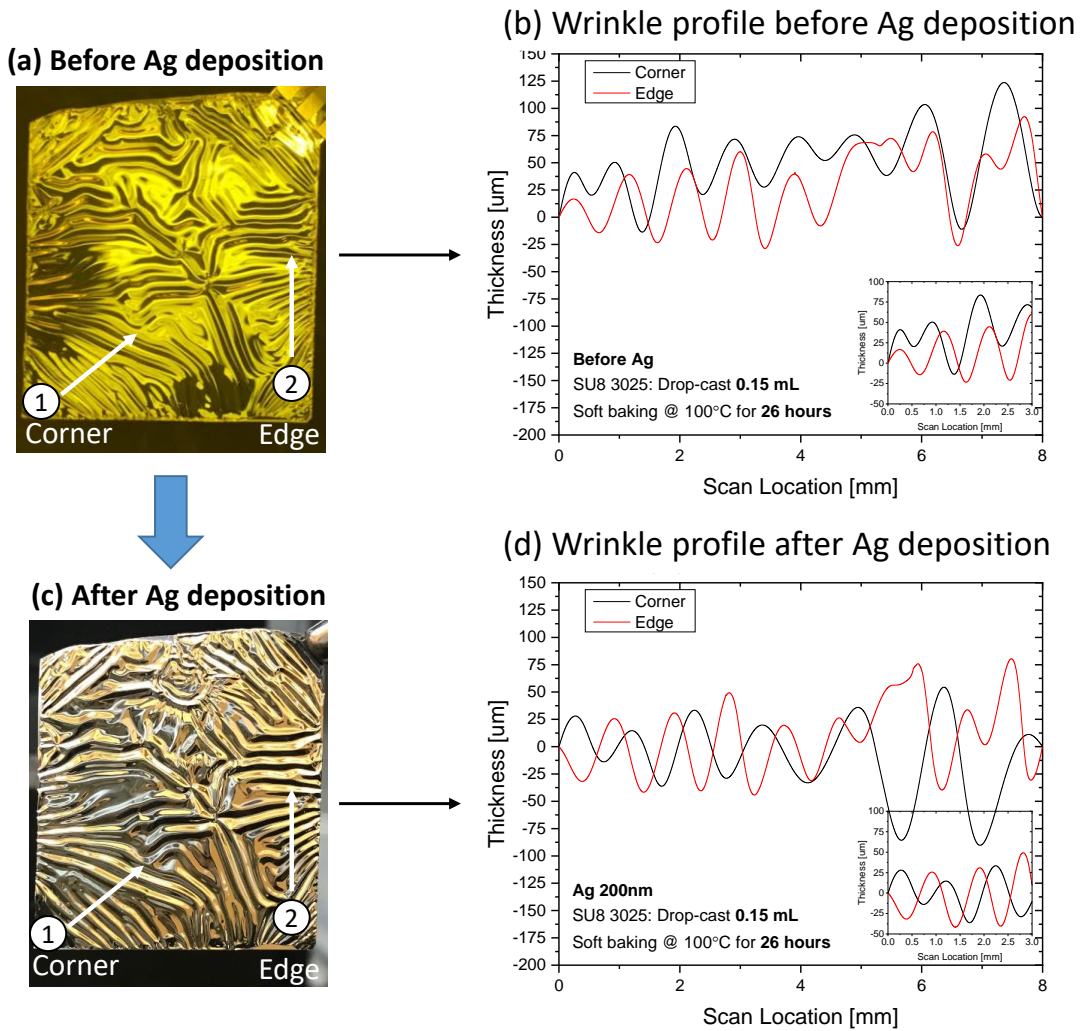 (a) Before Ag deposition
1
Corner
2
Edge
(b) Wrinkle profile before Ag deposition
Corner
Edge
150
125
100
75
50
25
0
-25
-50
-75
-100
-125
-150
-175
-200
Thickness [um]
0
2
4
6
8
Scan Location [mm]
Before Ag
SU8 3025: Drop-cast 0.15 mL
Soft baking @ 100°C for 26 hours
100
75
50
25
0
-25
-50
Thickness [um]
0.0 0.5 1.0 1.5 2.0 2.5 3.0
Scan Location [mm]
(c) After Ag deposition
1
Corner
2
Edge
(d) Wrinkle profile after Ag deposition
Corner
Edge
150
125
100
75
50
25
0
-25
-50
-75
-100
-125
-150
-175
-200
Thickness [um]
0
2
4
6
8
Scan Location [mm]
Ag 200nm
SU8 3025: Drop-cast 0.15 mL
Soft baking @ 100°C for 26 hours
100
75
50
25
0
-25
-50
Thickness [um]
0.0 0.5 1.0 1.5 2.0 2.5 3.0
Scan Location [mm]